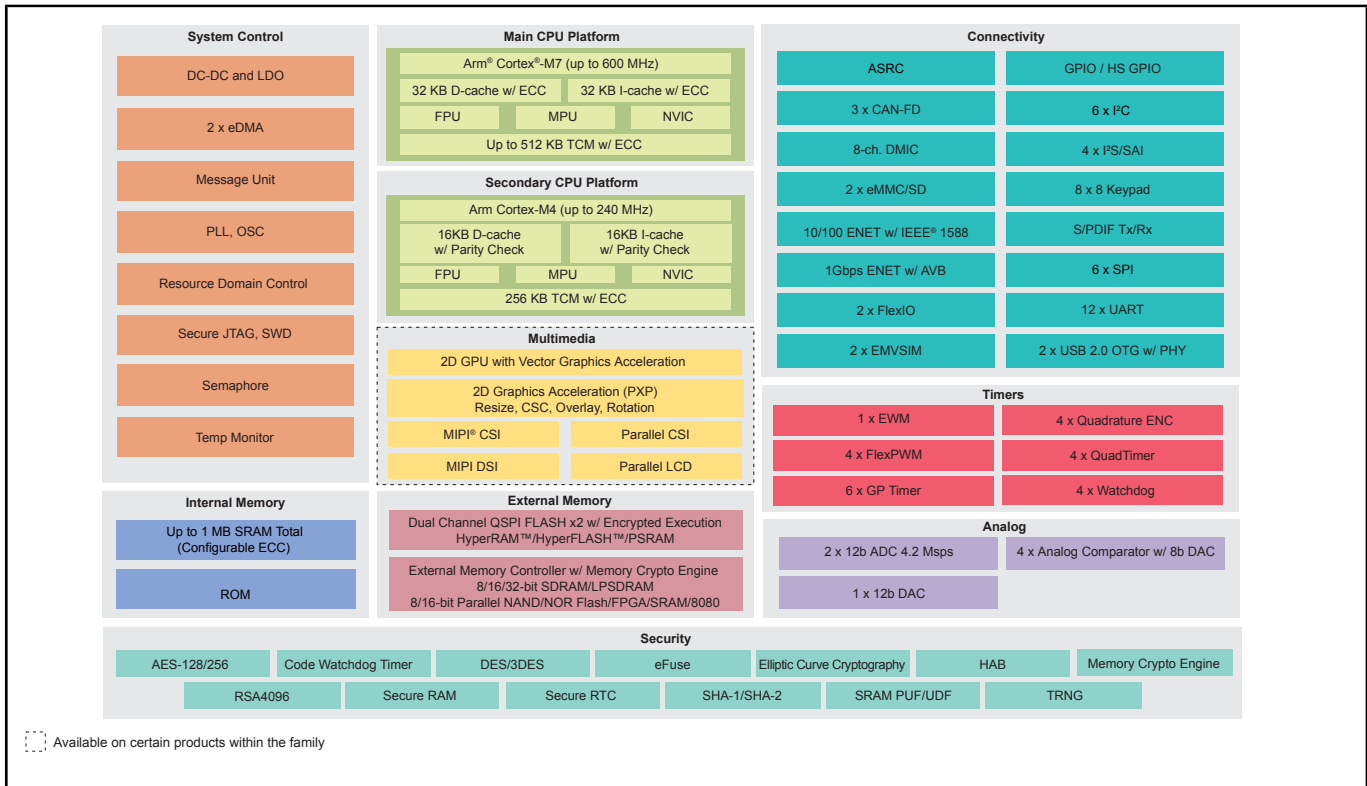 System Control
DC-DC and LDO
2 x eDMA
Message Unit
PLL, OSC
Resource Domain Control
Secure JTAG, SWD
Semaphore
Temp Monitor
Internal Memory
Up to 1 MB SRAM Total
(Configurable ECC)
ROM
Main CPU Platform
Arm® Cortex®-M7 (up to 600 MHz)
32 KB D-cache w/ ECC
32 KB I-cache w/ ECC
FPU
MPU
NVIC
Up to 512 KB TCM w/ ECC
Secondary CPU Platform
Arm Cortex-M4 (up to 240 MHz)
16KB D-cache
w/ Parity Check
16KB I-cache
w/ Parity Check
FPU
MPU
NVIC
256 KB TCM w/ ECC
Multimedia
2D GPU with Vector Graphics Acceleration
2D Graphics Acceleration (PXP)
Resize, CSC, Overlay, Rotation
MIPI® CSI
Parallel CSI
MIPI DSI
Parallel LCD
External Memory
Dual Channel QSPI FLASH x2 w/ Encrypted Execution
HyperRAM™/HyperFLASH™/PSRAM
External Memory Controller w/ Memory Crypto Engine
8/16/32-bit SDRAM/LPSDRAM
8/16-bit Parallel NAND/NOR Flash/FPGA/SRAM/8080
Connectivity
ASRC
GPIO / HS GPIO
3 x CAN-FD
6 x I²C
8-ch. DMIC
4 x I²S/SAI
2 x eMMC/SD
8 x 8 Keypad
10/100 ENET w/ IEEE® 1588
S/PDIF Tx/Rx
1Gbps ENET w/ AVB
6 x SPI
2 x FlexIO
12 x UART
2 x EMVSIM
2 x USB 2.0 OTG w/ PHY
Timers
1 x EWM
4 x Quadrature ENC
4 x FlexPWM
4 x QuadTimer
6 x GP Timer
4 x Watchdog
Analog
2 x 12b ADC 4.2 Msps
4 x Analog Comparator w/ 8b DAC
1 x 12b DAC
Security
AES-128/256
Code Watchdog Timer
DES/3DES
eFuse
Elliptic Curve Cryptography
HAB
Memory Crypto Engine
RSA4096
Secure RAM
Secure RTC
SHA-1/SHA-2
SRAM PUF/UDF
TRNG
Available on certain products within the family